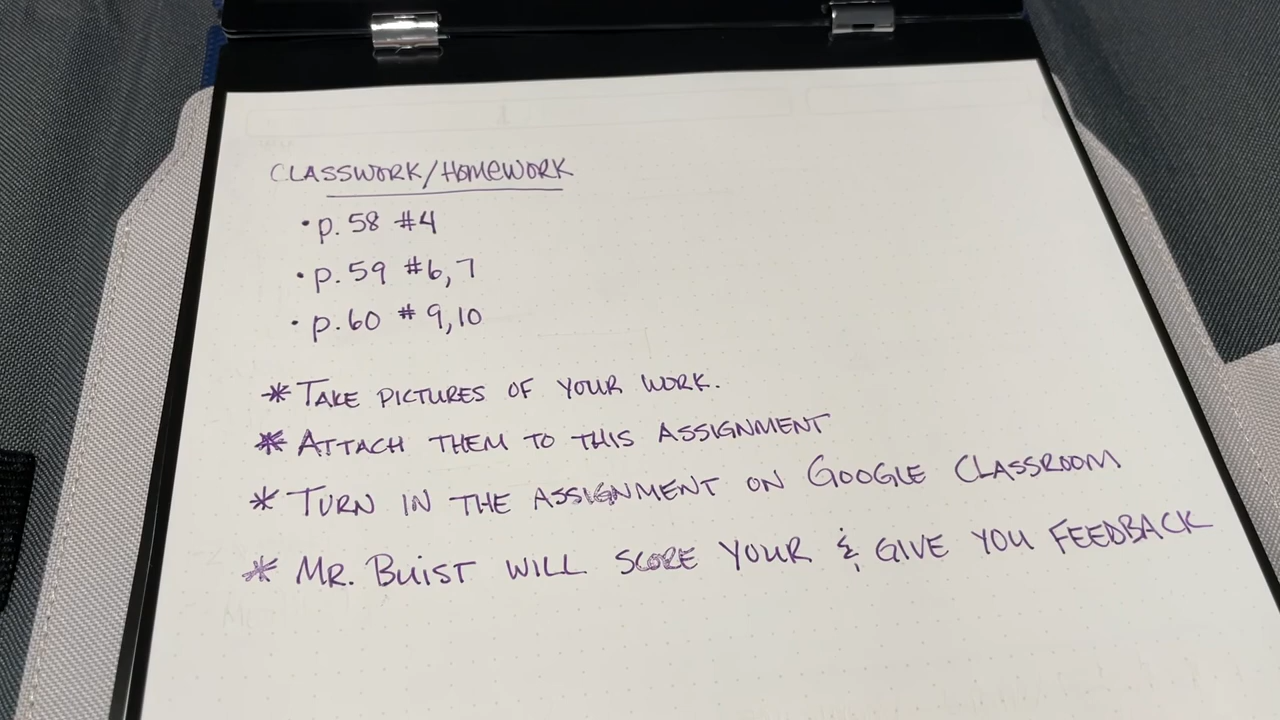 CLASSWORK/HOMEWORK
• p. 58 #4
• p. 59 #6,7
• p. 60 # 9,10
* TAKE PICTURES OF YOUR WORK.
* ATTACH THEM TO THIS ASSIGNMENT
* TURN IN THE ASSIGNMENT ON GOOGLE CLASSROOM
* MR. BUIST WILL SCORE YOUR & GIVE YOU FEEDBACK